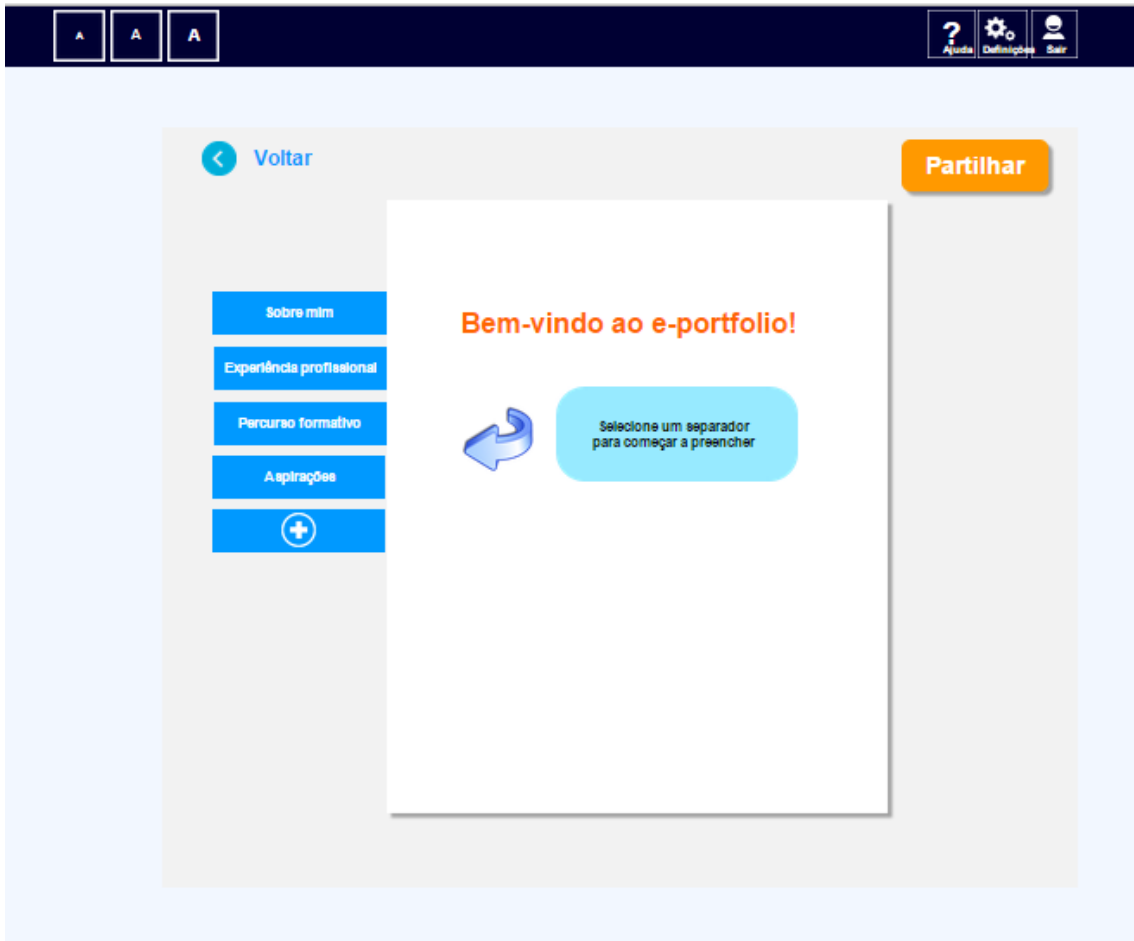 A
A
A
?
Ajuda
Definições
Sair
Voltar
Partilhar
Sobre mim
Experiência profissional
Percurso formativo
Aspirações
Bem-vindo ao e-portfolio!
Selecione um separador
para começar a preencher